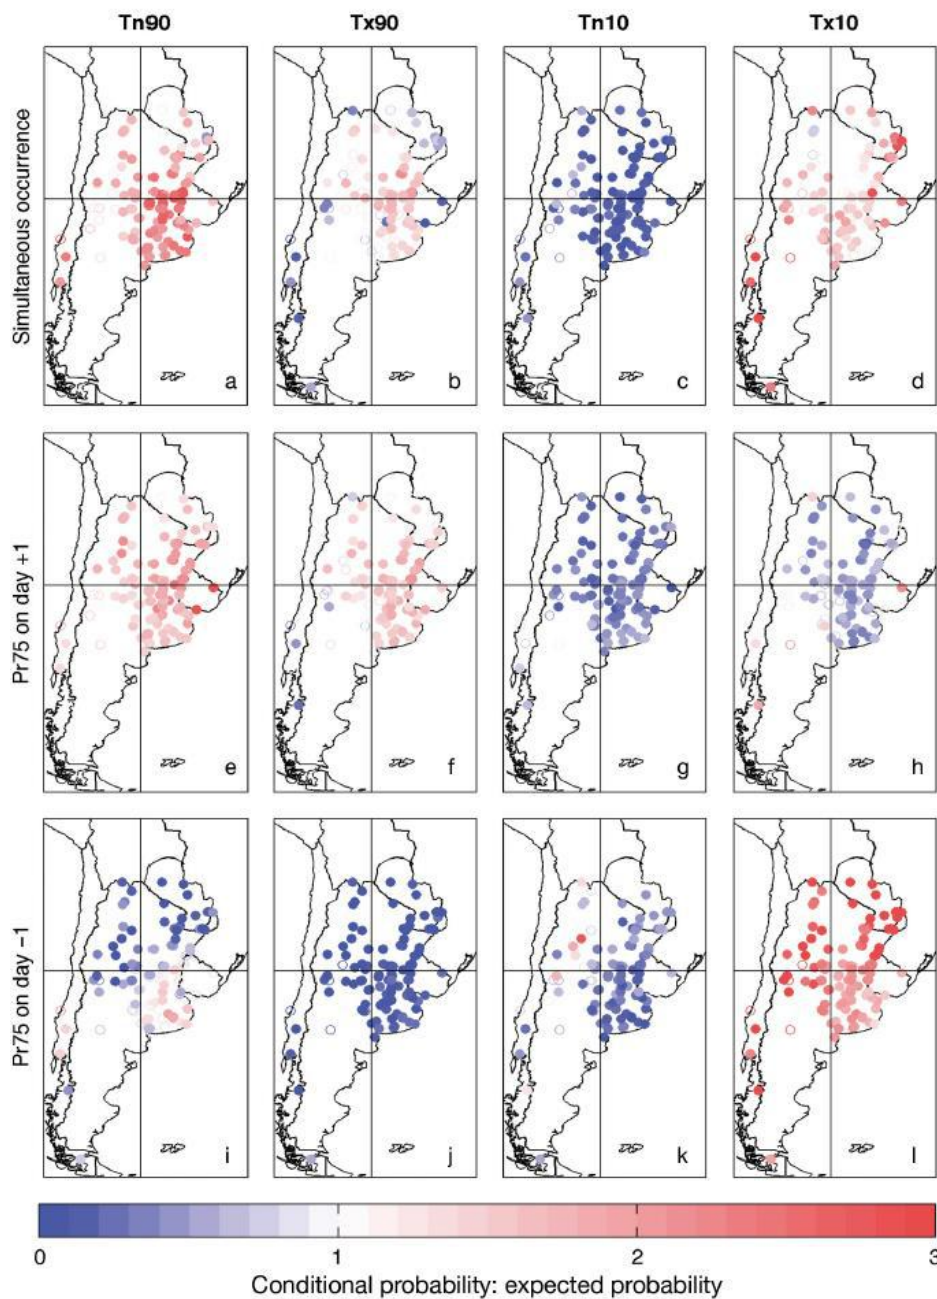 Tn90 Tx90 Tn10 Tx10
Simultaneous occurrence
a b c d
Pr75 on day +1
e f g h
Pr75 on day −1
i j k l
0 1 2 3
Conditional probability: expected probability